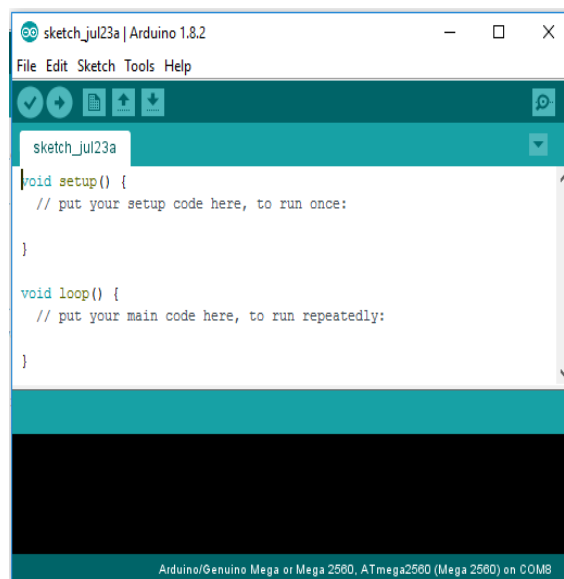 sketch_jul23a | Arduino 1.8.2
File Edit Sketch Tools Help
sketch_jul23a
void setup() {
  // put your setup code here, to run once:
}
void loop() {
  // put your main code here, to run repeatedly:
}
Arduino/Genuino Mega or Mega 2560, ATmega2560 (Mega 2560) on COM8